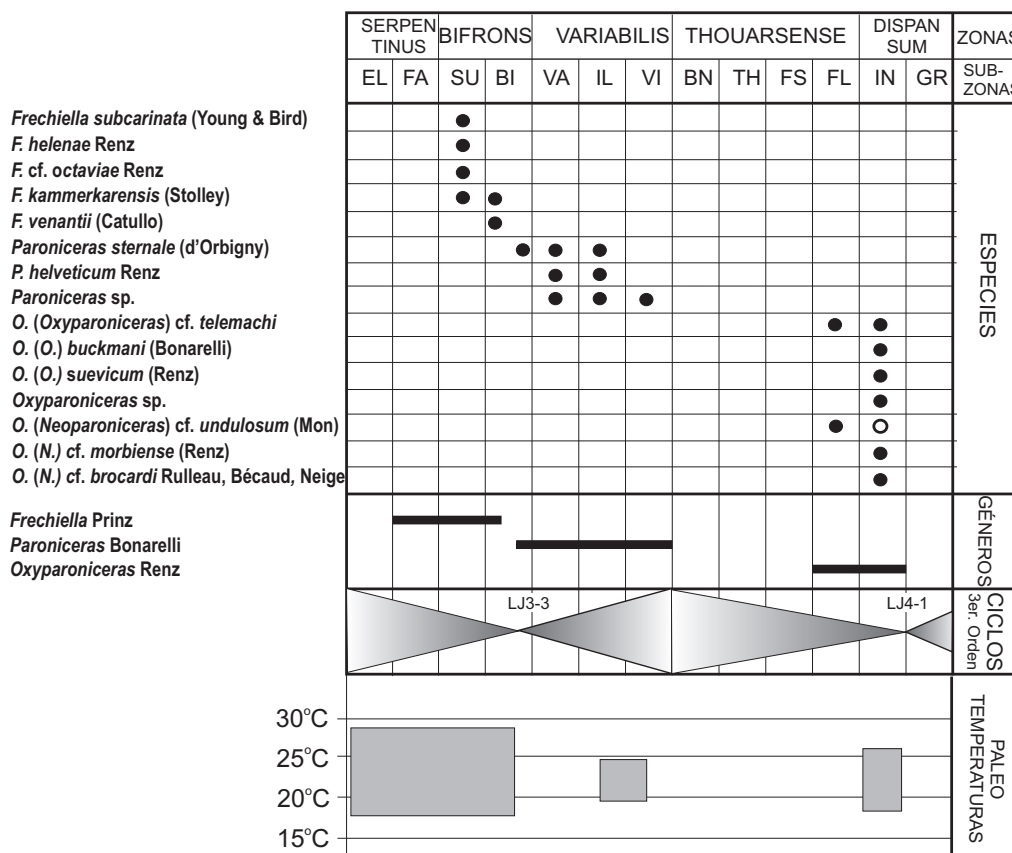 SERPEN
TINUS
BIFRONS
VARIABILIS
THOUARSENSE
DISPAN
SUM
ZONAS
EL FA SU BI VA IL VI BN TH FS FL IN GR
SUB-
ZONAS
Frechiella subcarinata (Young & Bird)
F. helenae Renz
F. cf. octaviae Renz
F. kammerkarensis (Stolley)
F. venantii (Catullo)
Paroniceras sternale (d'Orbigny)
P. helveticum Renz
Paroniceras sp.
O. (Oxyparoniceras) cf. telemachi
O. (O.) buckmani (Bonarelli)
O. (O.) suevicum (Renz)
Oxyparoniceras sp.
O. (Neoparoniceras) cf. undulosum (Mon)
O. (N.) cf. morbiense (Renz)
O. (N.) cf. brocardi Rulleau, Bécaud, Neige
ESPECIES
Frechiella Prinz
Paroniceras Bonarelli
Oxyparoniceras Renz
GÉNEROS
LJ3-3
LJ4-1
CICLOS
3er. Orden
30°C
25°C
20°C
15°C
PALEO
TEMPERATURAS